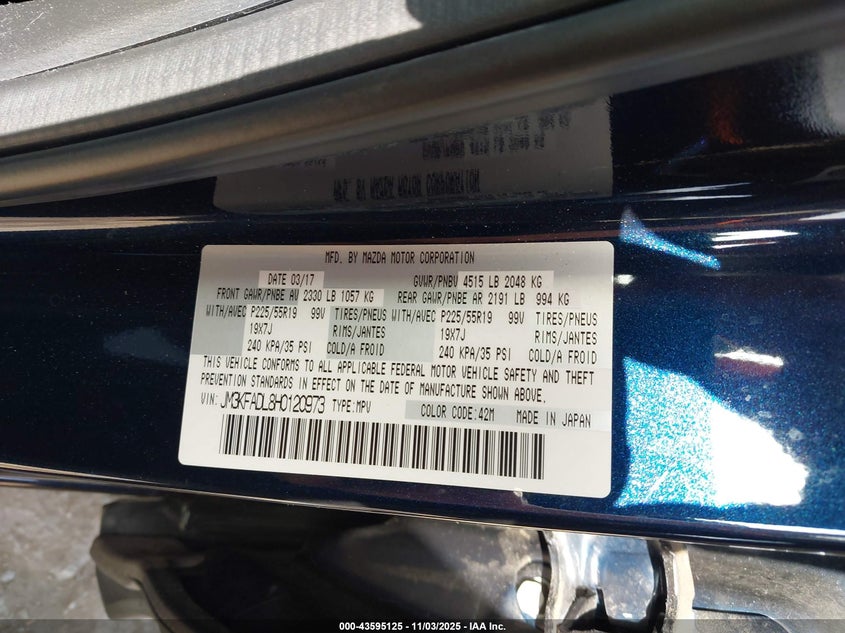 MFD. BY MAZDA MOTOR CORPORATION
DATE 03/17 GVWR/PNBV 4515 LB 2048 KG
FRONT GAWR/PNBE AV 2330 LB 1057 KG REAR GAWR/PNBE AR 2191 LB 994 KG
WITH/AVEC P225/55R19 99V TIRES/PNEUS WITH/AVEC P225/55R19 99V TIRES/PNEUS
19X7J RIMS/JANTES 19X7J RIMS/JANTES
240 KPA/35 PSI COLD/A FROID 240 KPA/35 PSI COLD/A FROID
THIS VEHICLE CONFORMS TO ALL APPLICABLE FEDERAL MOTOR VEHICLE SAFETY AND THEFT
PREVENTION STANDARDS IN EFFECT ON THE DATE OF MANUFACTURE SHOWN ABOVE.
VIN: JM3KFADL8H0120973 TYPE:MPV COLOR CODE:42M MADE IN JAPAN
000-43595125 - 11/03/2025 - IAA Inc.